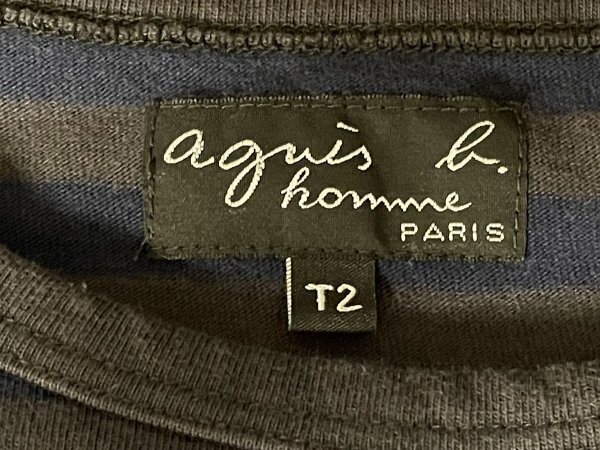 agnès b.
homme
PARIS
T2